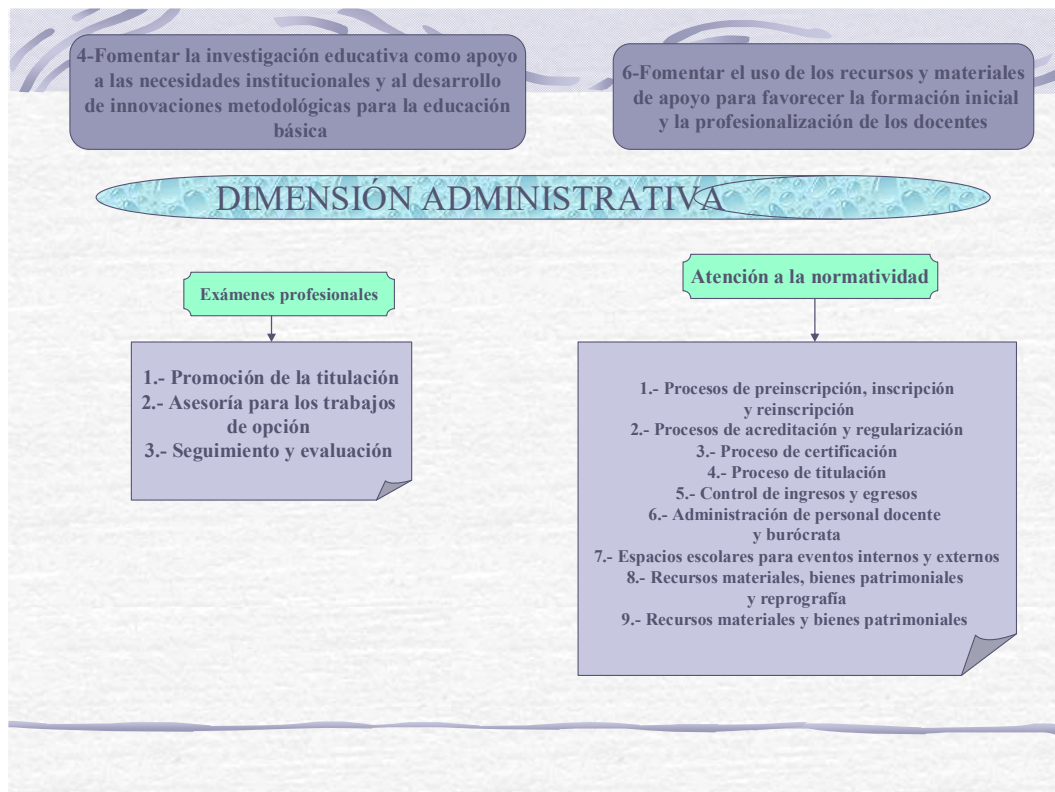 4-Fomentar la investigación educativa como apoyo
a las necesidades institucionales y al desarrollo
de innovaciones metodológicas para la educación
básica
6-Fomentar el uso de los recursos y materiales
de apoyo para favorecer la formación inicial
y la profesionalización de los docentes
DIMENSIÓN ADMINISTRATIVA
Exámenes profesionales
1.- Promoción de la titulación
2.- Asesoría para los trabajos
de opción
3.- Seguimiento y evaluación
Atención a la normatividad
1.- Procesos de preinscripción, inscripción
y reinscripción
2.- Procesos de acreditación y regularización
3.- Proceso de certificación
4.- Proceso de titulación
5.- Control de ingresos y egresos
6.- Administración de personal docente
y burócrata
7.- Espacios escolares para eventos internos y externos
8.- Recursos materiales, bienes patrimoniales
y reprografía
9.- Recursos materiales y bienes patrimoniales